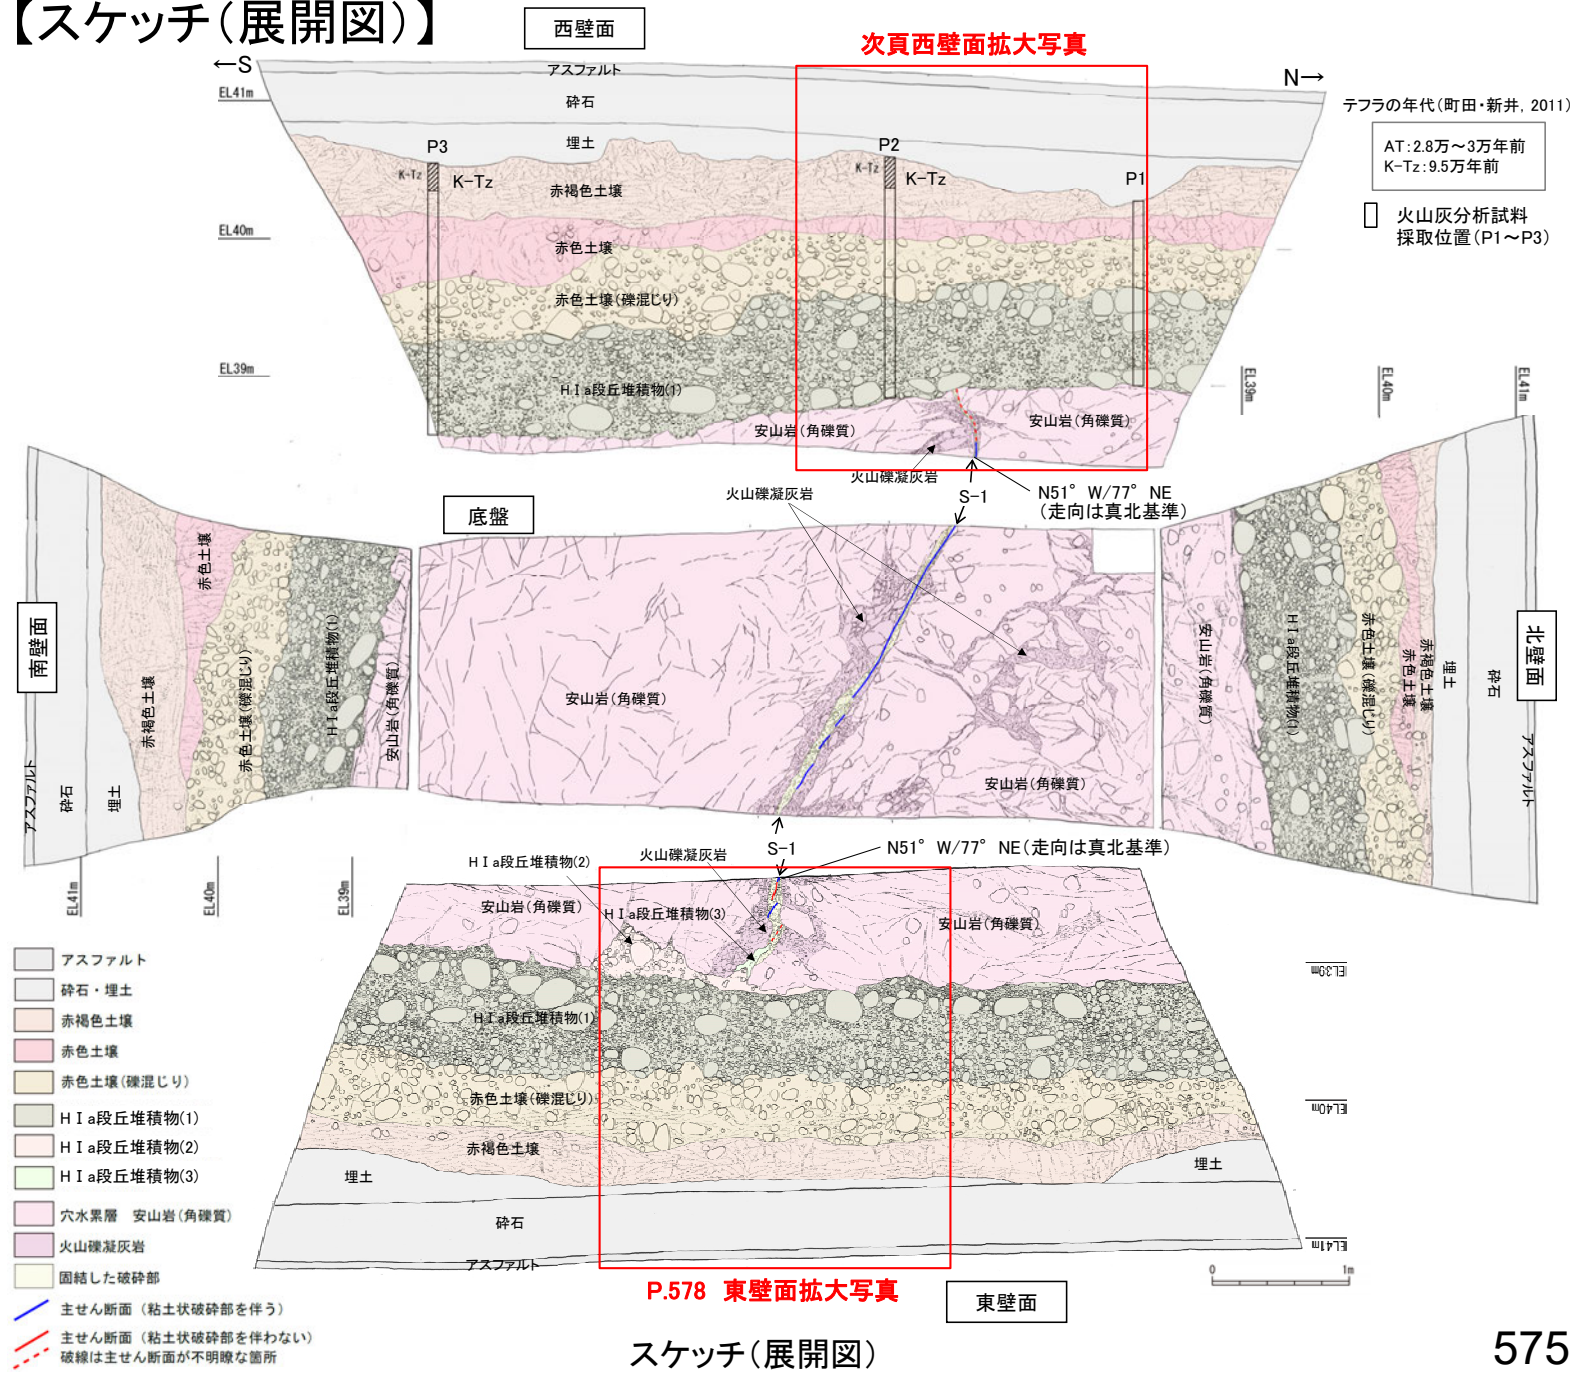 【スケッチ(展開図)】
西壁面
次頁西壁面拡大写真
←S
N→
アスファルト
EL41m
砕石
テフラの年代(町田・新井, 2011)
埋土
AT:2.8万～3万年前
K-Tz:9.5万年前
P3
P2
P1
K-Tz
K-Tz
K-Tz
K-Tz
赤褐色土壌
火山灰分析試料
採取位置(P1～P3)
EL40m
赤色土壌
赤色土壌(礫混じり)
EL39m
HⅠa段丘堆積物(1)
安山岩(角礫質)
安山岩(角礫質)
EL39m
EL40m
EL41m
火山礫凝灰岩
火山礫凝灰岩
S-1
N51°W/77°NE
(走向は真北基準)
底盤
南壁面
アスファルト
砕石
埋土
赤褐色土壌
赤色土壌
赤色土壌(礫混じり)
HⅠa段丘堆積物(1)
安山岩(角礫質)
安山岩(角礫質)
安山岩(角礫質)
安山岩(角礫質)
HⅠa段丘堆積物(1)
赤色土壌(礫混じり)
赤色土壌
赤褐色土壌
埋土
砕石
アスファルト
北壁面
S-1
N51°W/77°NE(走向は真北基準)
EL41m
EL40m
EL39m
HⅠa段丘堆積物(2)
火山礫凝灰岩
安山岩(角礫質)
HⅠa段丘堆積物(3)
安山岩(角礫質)
EL39m
HⅠa段丘堆積物(1)
赤色土壌(礫混じり)
EL40m
赤褐色土壌
埋土
埋土
砕石
EL41m
アスファルト
P.578 東壁面拡大写真
東壁面
0 1m
アスファルト
砕石・埋土
赤褐色土壌
赤色土壌
赤色土壌(礫混じり)
HⅠa段丘堆積物(1)
HⅠa段丘堆積物(2)
HⅠa段丘堆積物(3)
穴水累層 安山岩(角礫質)
火山礫凝灰岩
固結した破砕部
主せん断面(粘土状破砕部を伴う)
主せん断面(粘土状破砕部を伴わない)
破線は主せん断面が不明瞭な箇所
スケッチ(展開図)
575